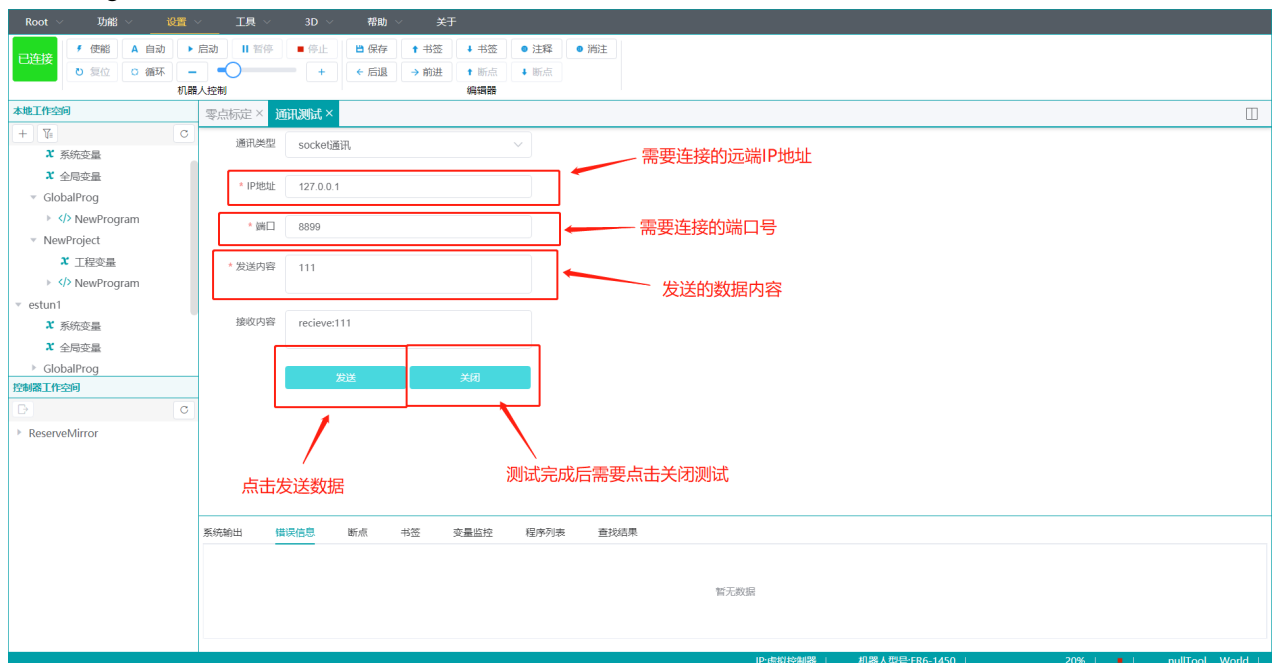 Root 功能 设置 工具 3D 帮助 关于
已连接 使能 A 自动 启动 暂停 停止 保存 书签 书签 注释 消注
复位 循环 后退 前进 断点 断点
机器人控制 编辑器
本地工作空间
零点标定 × 通讯测试 ×
系统变量
全局变量
GlobalProg
</> NewProgram
NewProject
工程变量
</> NewProgram
estun1
系统变量
全局变量
GlobalProg
控制器工作空间
ReserveMirror
通讯类型 socket通讯
需要连接的远端IP地址
* IP地址 127.0.0.1
* 端口 8899
需要连接的端口号
* 发送内容 111
发送的数据内容
接收内容 recieve:111
发送 关闭
点击发送数据
测试完成后需要点击关闭测试
系统输出 错误信息 断点 书签 变量监控 程序列表 查找结果
暂无数据
IP:虚拟控制器 | 机器人型号:ER6-1450 | 20% | | nullTool World |